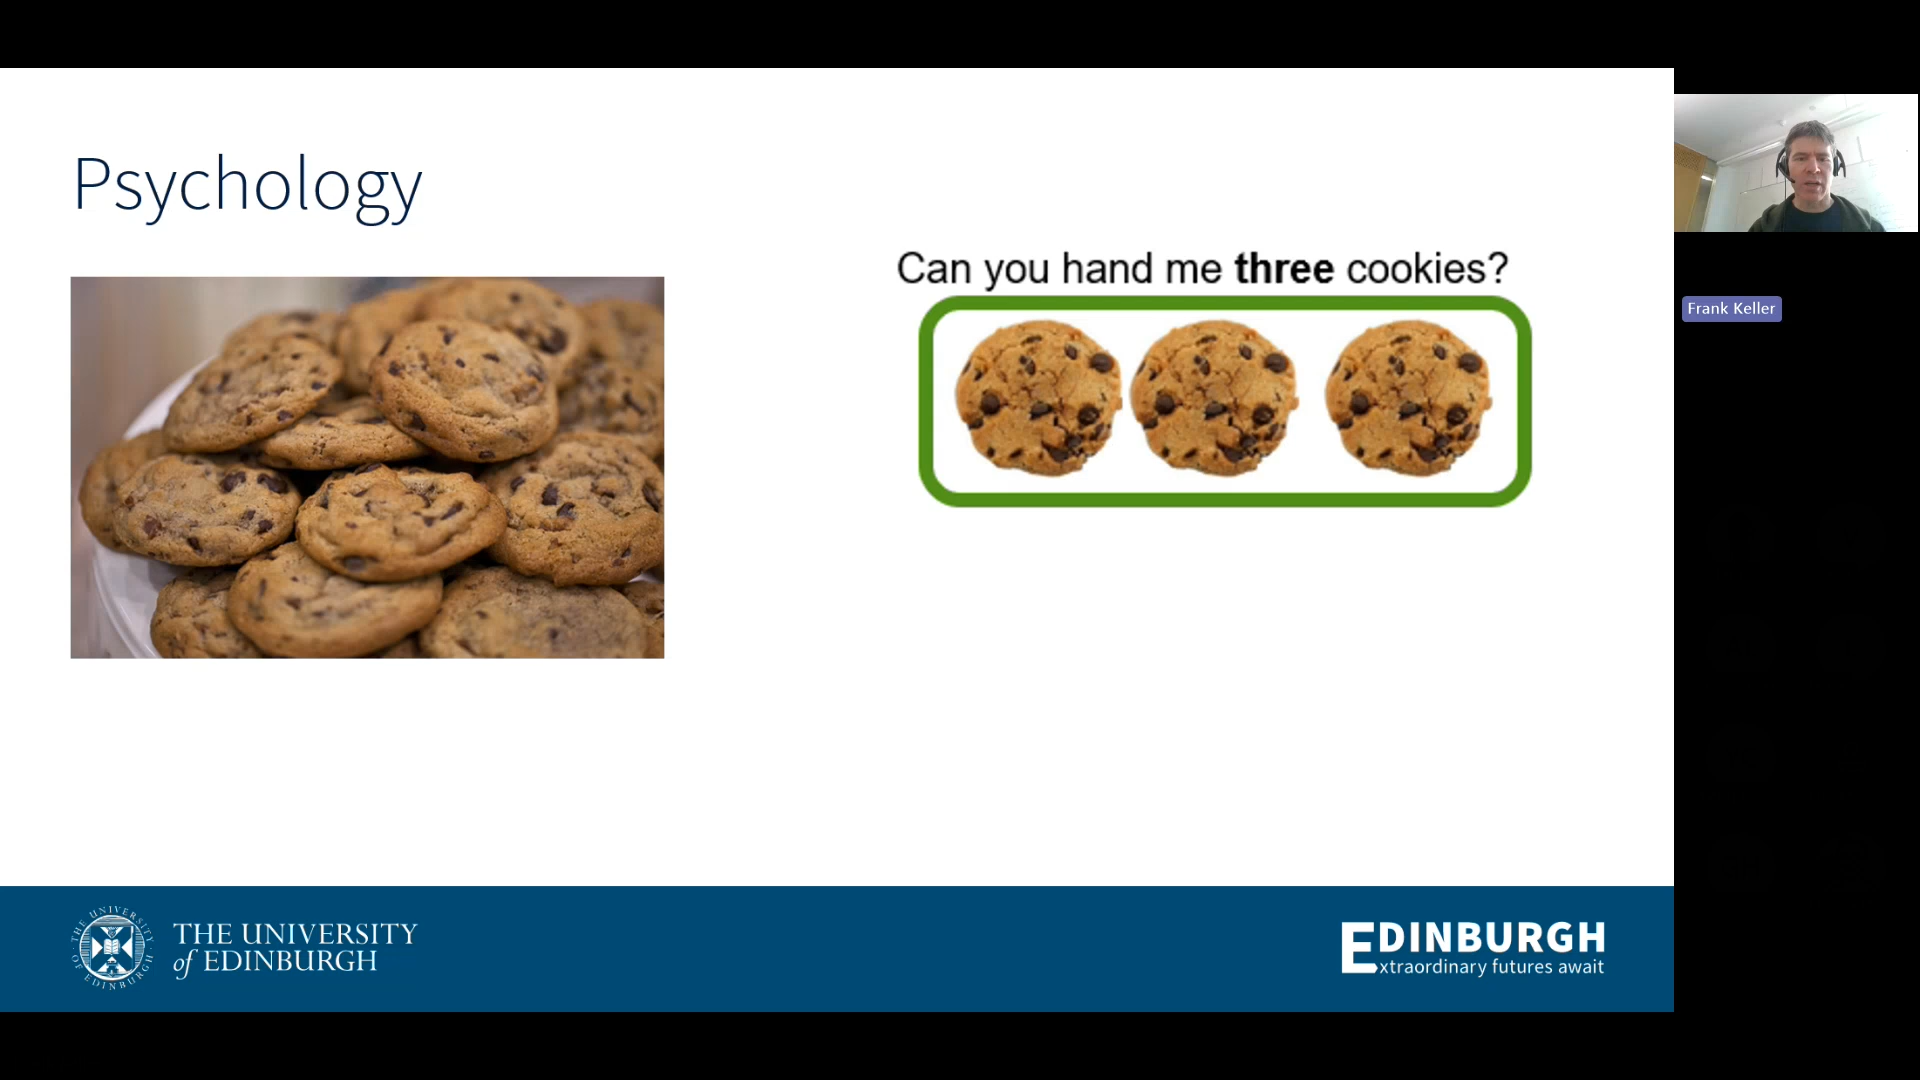 Psychology
Can you hand me three cookies?
Frank Keller
THE UNIVERSITY
of EDINBURGH
EDINBURGH
Extraordinary futures await